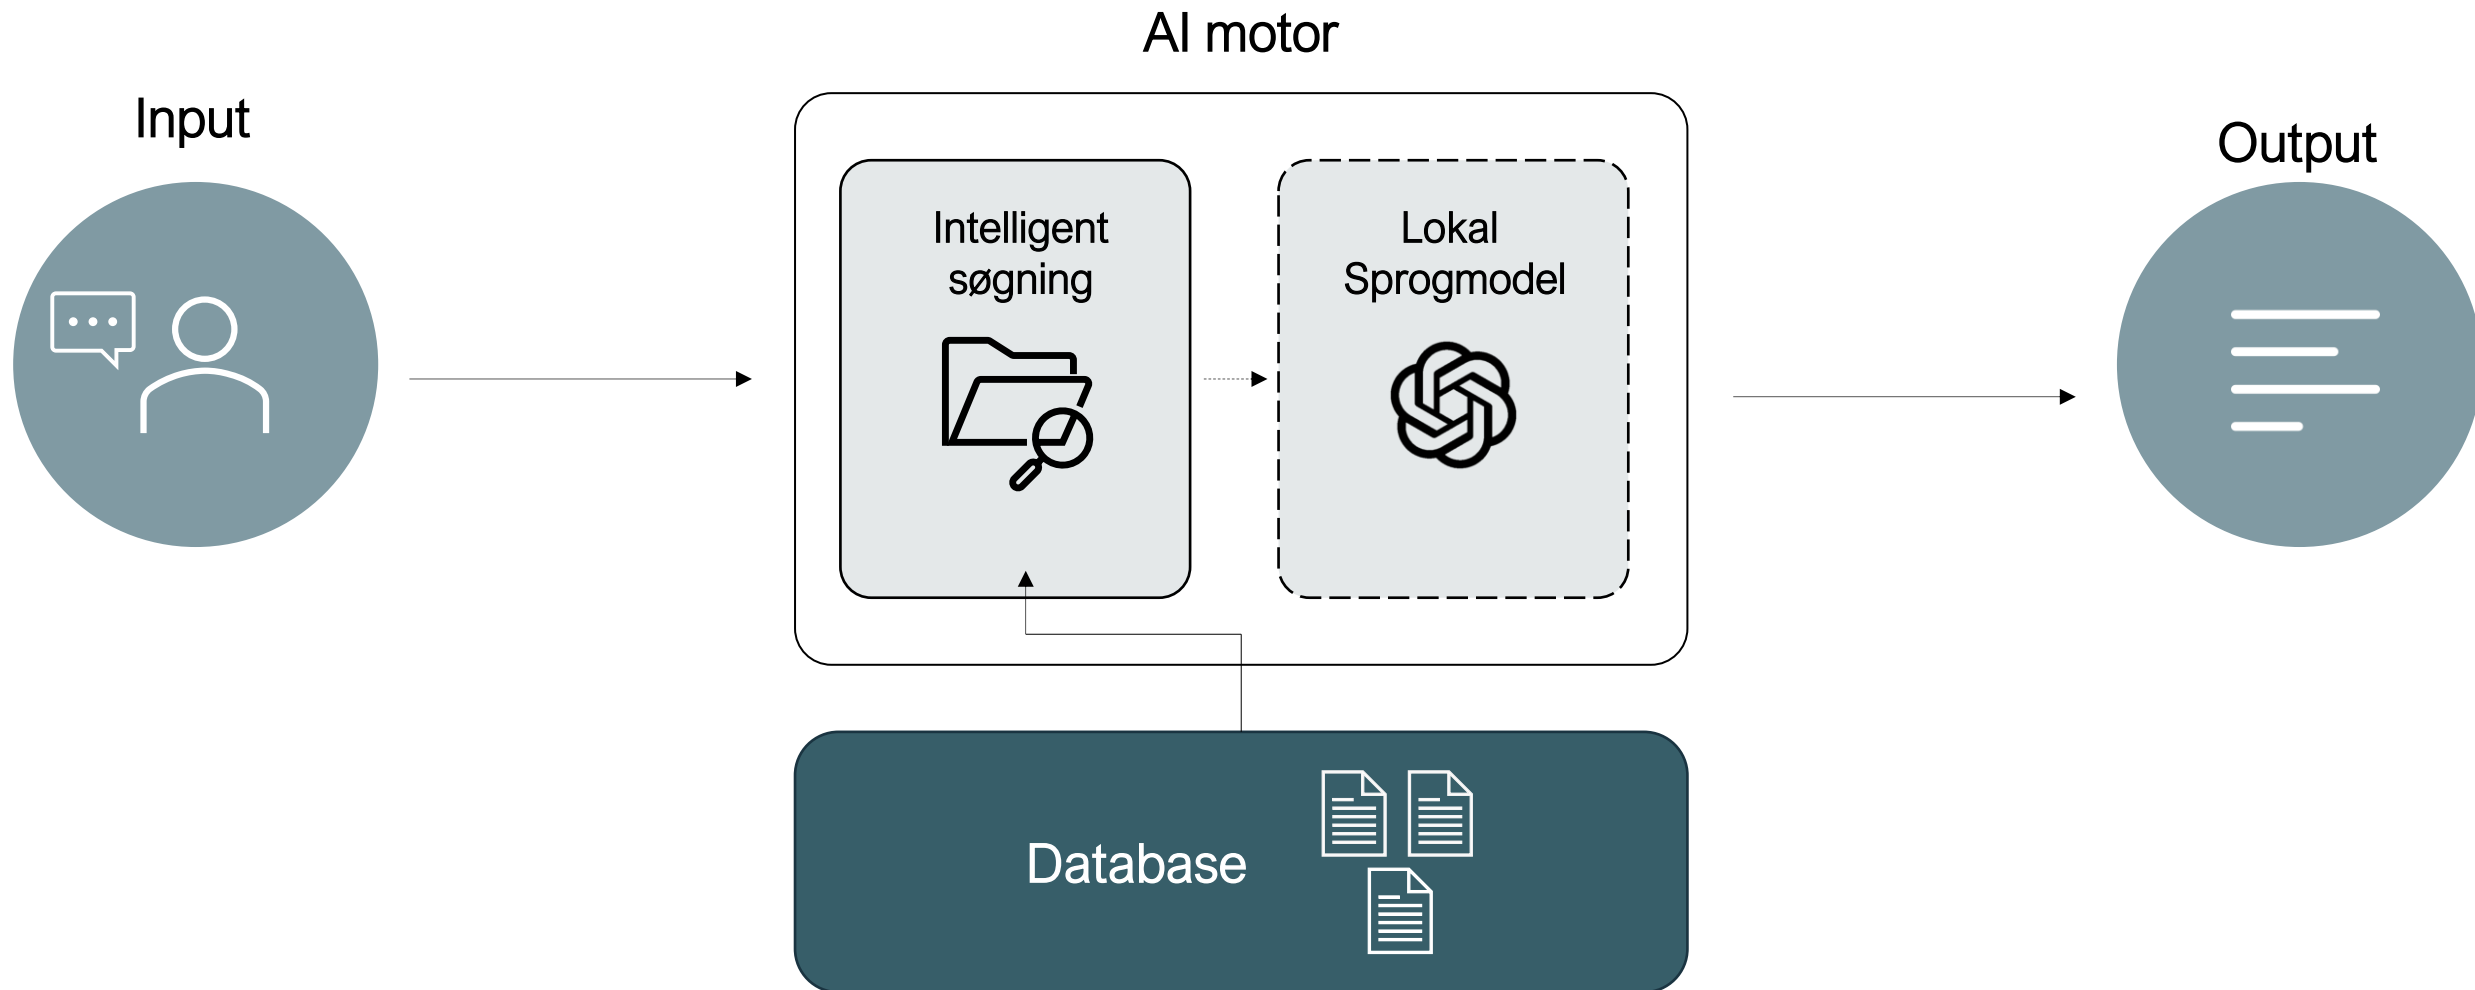 AI motor
Input
Output
Intelligent
søgning
Lokal
Sprogmodel
Database